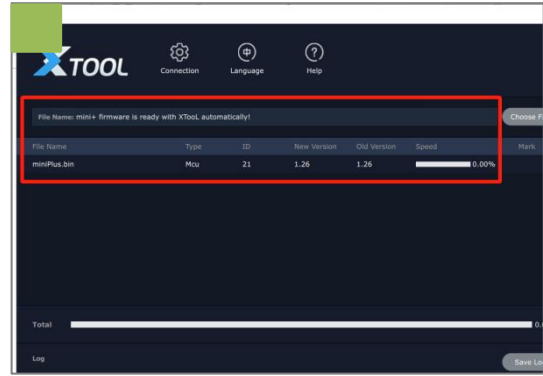 XTOOL
Connection
Language
Help
File Name: mini+ firmware is ready with XTooL automatically!
Choose F
File Name Type ID New Version Old Version Speed Mark
miniPlus.bin Mcu 21 1.26 1.26 0.00%
Total 0.
Log
Save Lo